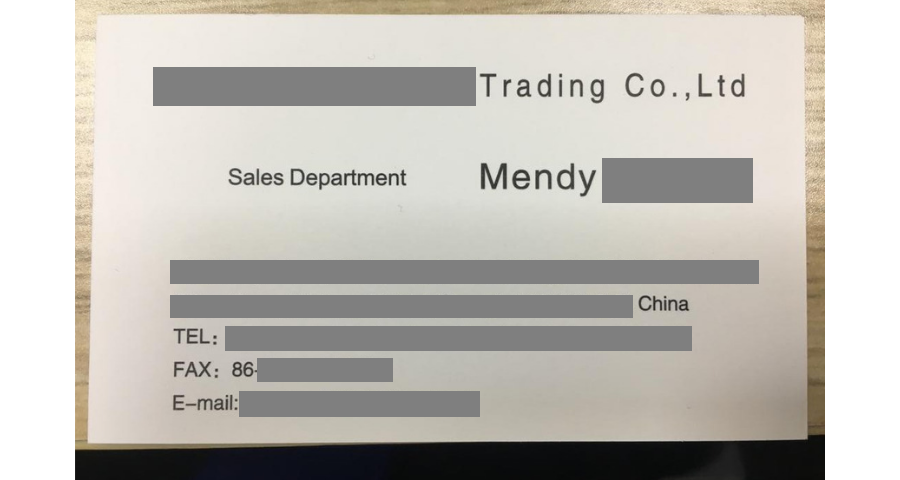 Trading Co.,Ltd
Sales Department Mendy
China
TEL:
FAX: 86-
E-mail: